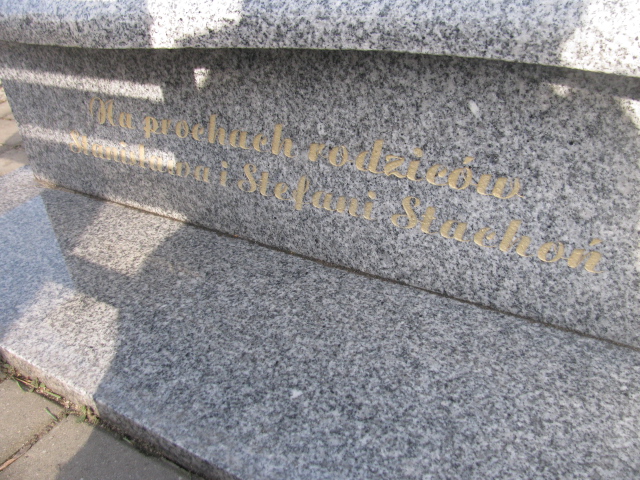 Na prochach rodziców
Stanisława i Stefani Stachoń